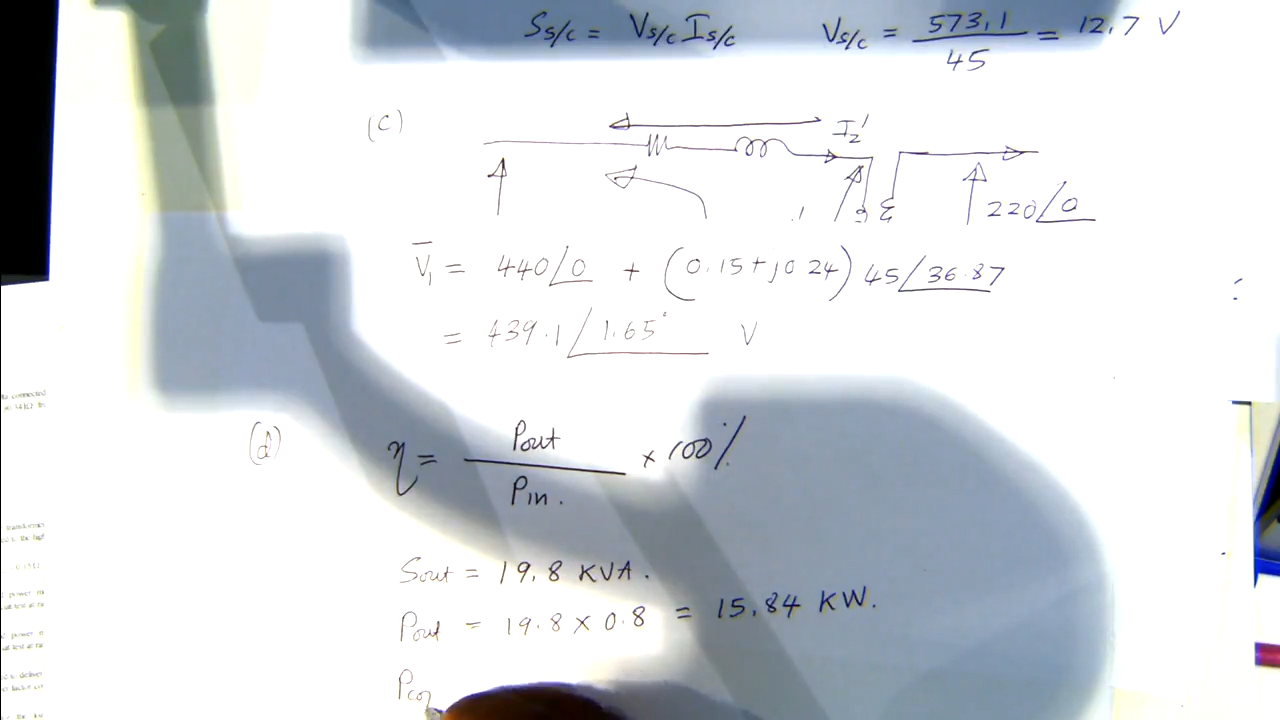 Ss/c = Vs/c Is/c Vs/c = 573.1 / 45 = 12.7 V
(c)
I2'
220∠0
V̅1 = 440∠0 + (0.15 + j0.24) 45∠36.87
= 439.1∠1.65° V
(d)
η = Pout / Pin. × 100%
Sout = 19.8 KVA.
Pout = 19.8 × 0.8 = 15.84 KW.